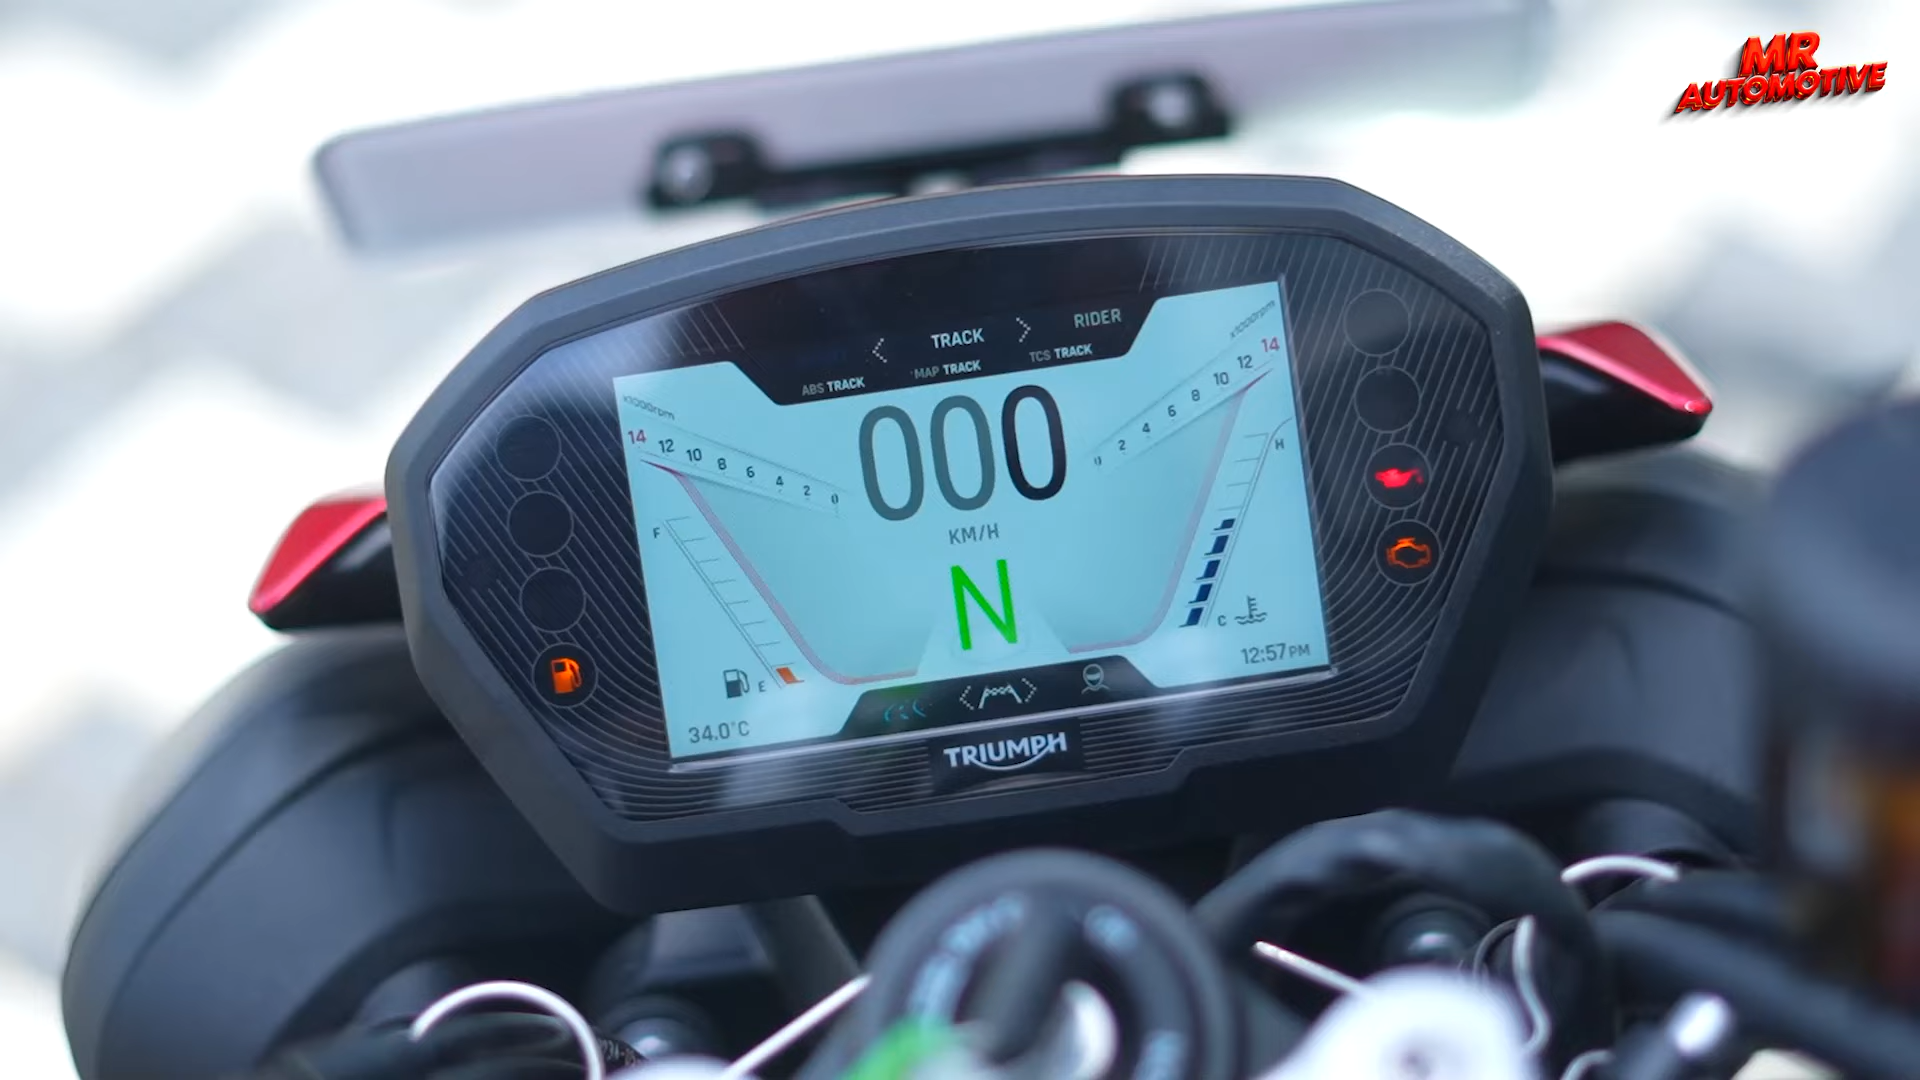 MR
AUTOMOTIVE
TRACK
RIDER
ABS TRACK
MAP TRACK
TCS TRACK
x1000rpm
14 12 10 8 6 4 2 0
000
KM/H
x1000rpm
0 2 4 6 8 10 12 14
F
E
N
H
C
34.0°C
12:57PM
TRIUMPH